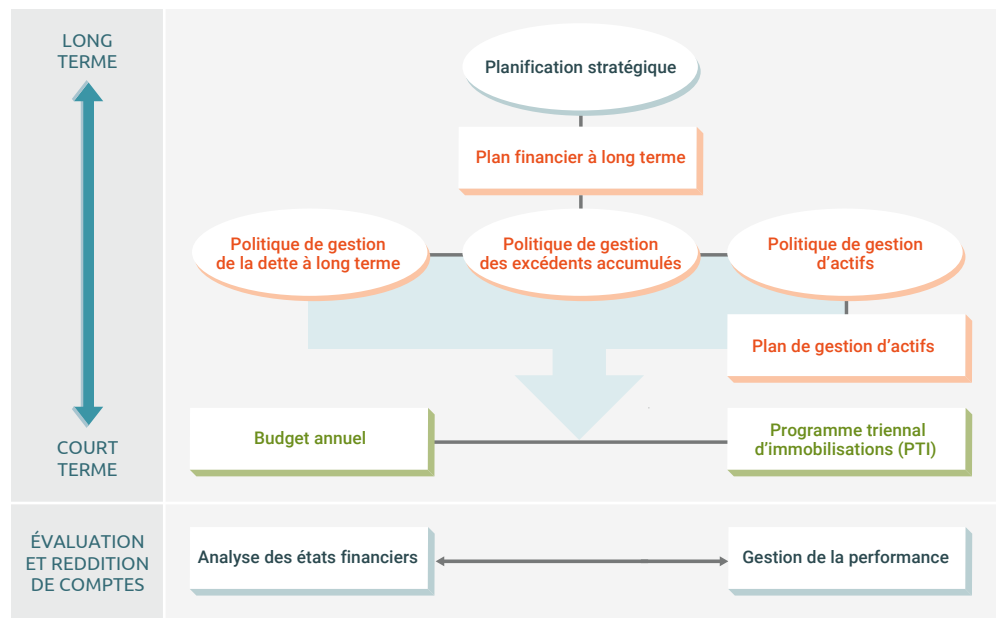 LONG
TERME
Planification stratégique
Plan financier à long terme
Politique de gestion
de la dette à long terme
Politique de gestion
des excédents accumulés
Politique de gestion
d'actifs
Plan de gestion d'actifs
COURT
TERME
Budget annuel
Programme triennal
d'immobilisations (PTI)
ÉVALUATION
ET REDDITION
DE COMPTES
Analyse des états financiers
Gestion de la performance